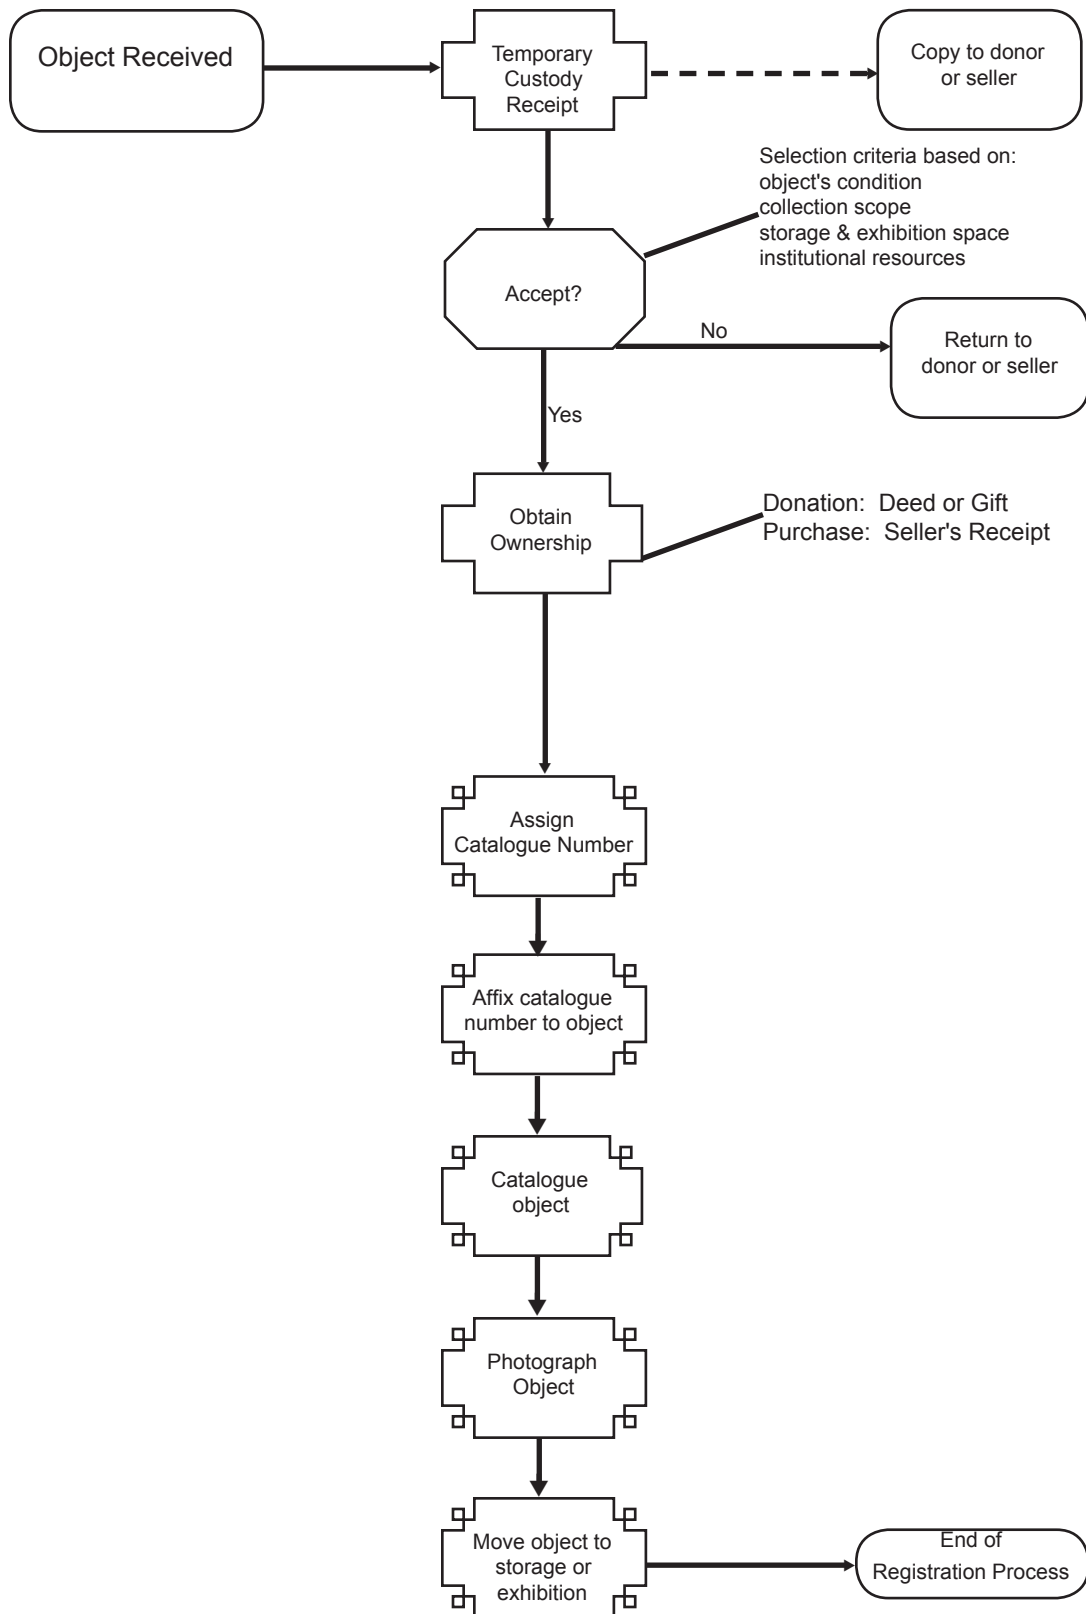 Object Received
Temporary
Custody
Receipt
Copy to donor
or seller
Selection criteria based on:
object's condition
collection scope
storage & exhibition space
institutional resources
Accept?
No
Return to
donor or seller
Yes
Obtain
Ownership
Donation:  Deed or Gift
Purchase:  Seller's Receipt
Assign
Catalogue Number
Affix catalogue
number to object
Catalogue
object
Photograph
Object
Move object to
storage or
exhibition
End of
Registration Process